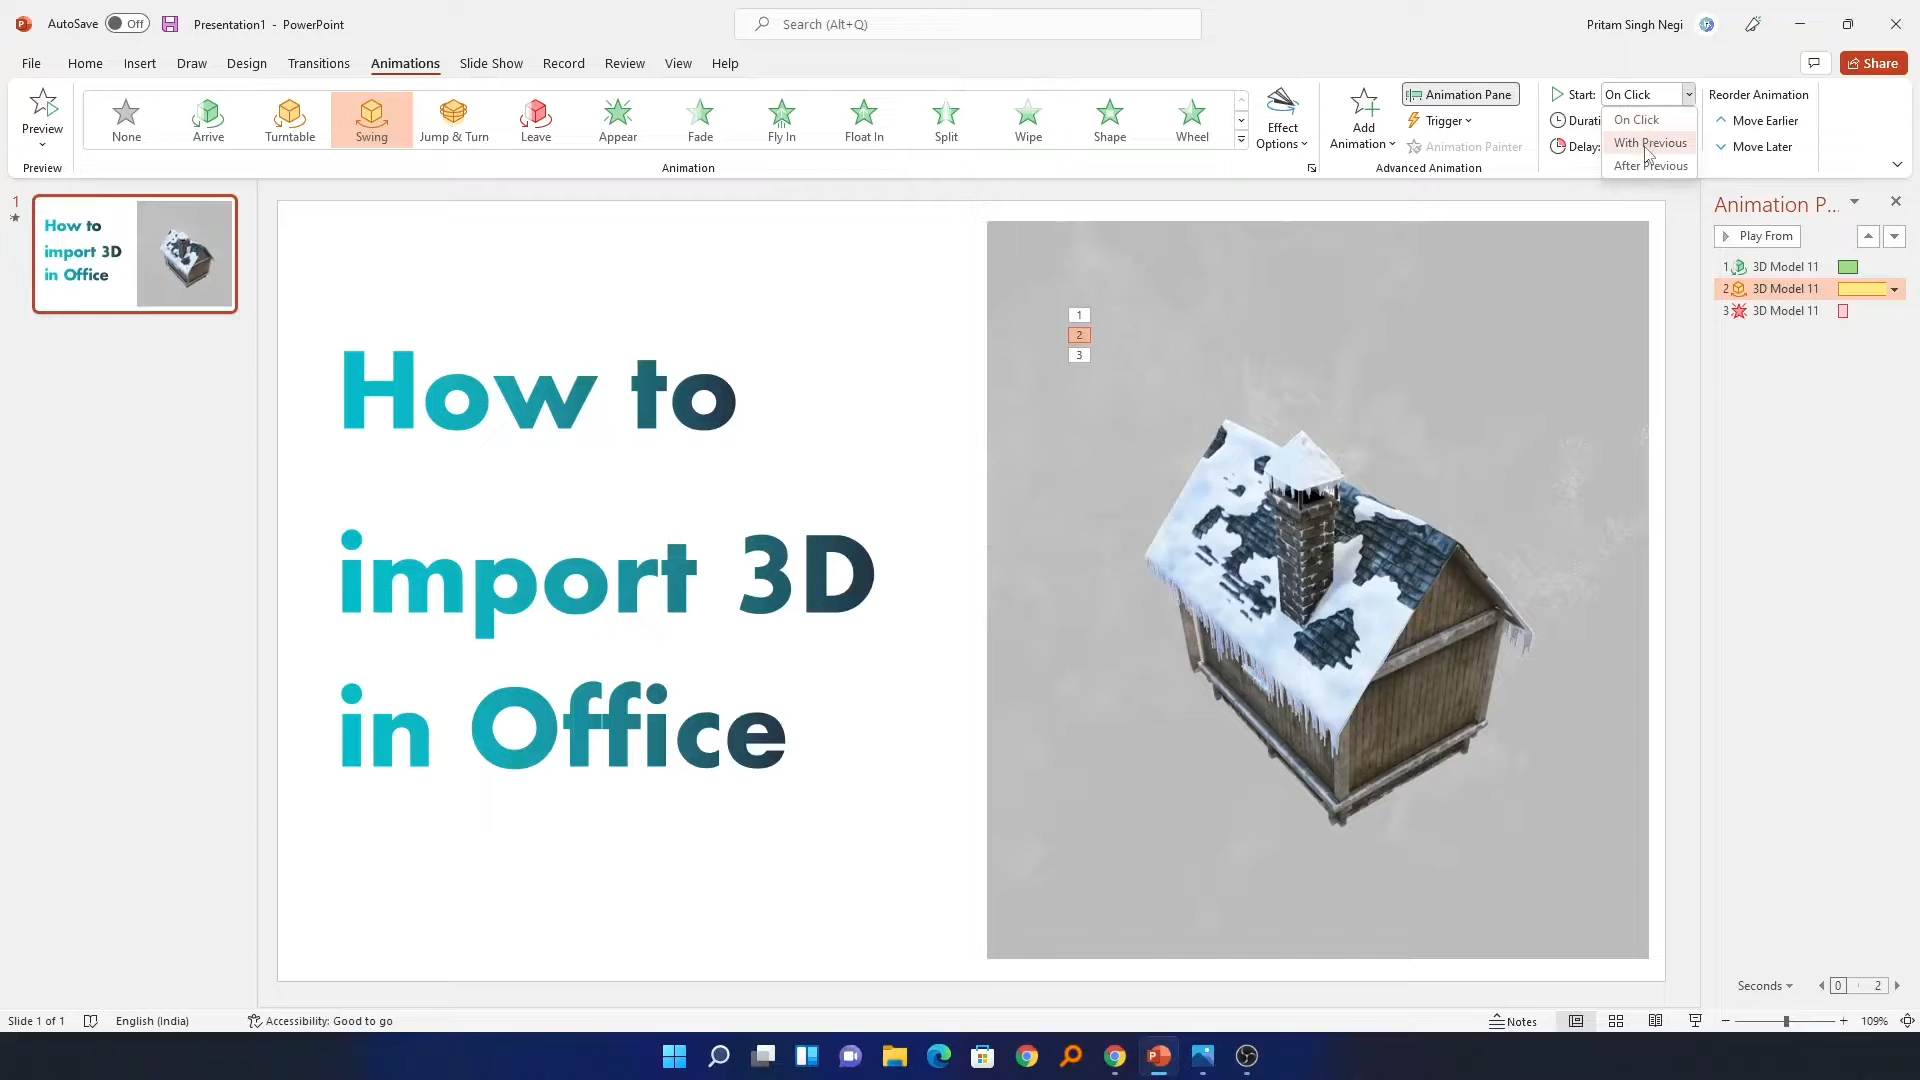 AutoSave Off Presentation1 - PowerPoint Search (Alt+Q) Pritam Singh Negi
File Home Insert Draw Design Transitions Animations Slide Show Record Review View Help Share
None Arrive Turntable Swing Jump & Turn Leave Appear Fade Fly In Float In Split Wipe Shape Wheel
Preview
Effect Options
Add Animation
Animation Pane
Trigger
Animation Painter
Start: On Click
Durati
Delay:
On Click
With Previous
After Previous
Reorder Animation
Move Earlier
Move Later
Preview Animation Advanced Animation
1
How to
import 3D
in Office
How to
import 3D
in Office
1
2
3
Animation P...
Play From
1 3D Model 11
2 3D Model 11
3 3D Model 11
Seconds 0 2
Slide 1 of 1 English (India) Accessibility: Good to go Notes 109%